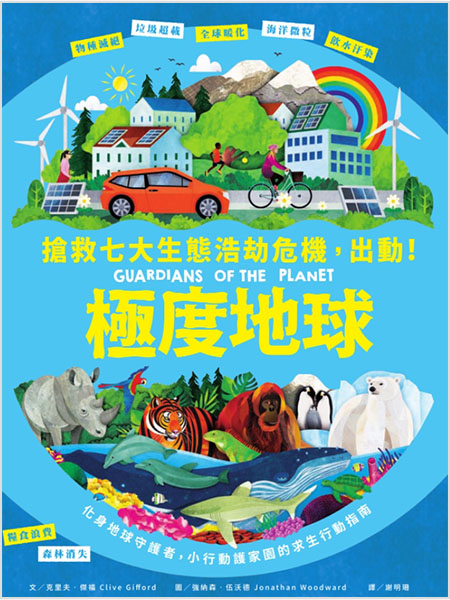 物種滅絕
垃圾超載
全球暖化
海洋微粒
飲水汙染
搶救七大生態浩劫危機,出動!
GUARDIANS OF THE PLANET
極度地球
化身地球守護者,小行動護家園的求生行動指南
糧食浪費
森林消失
文/克里夫・傑福 Clive Gifford 圖/強納森・伍沃德 Jonathan Woodward 譯/謝明珊